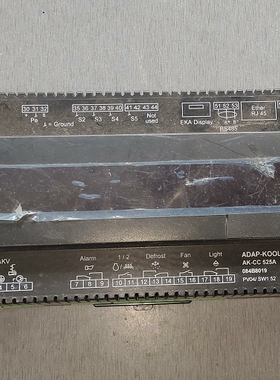 30 31 32
35 36 37 38 39 40
41 42 43 44
51 52 53
Ether
RJ 45
Pe
S2 S3 S4 S5
Not
used
EKA Display
RS485
= Ground
ADAP-KOOL
AK-CC 525A
084B8019
PV04/ SW1.52
AKV
Alarm
1 / 2
Defrost
Fan
Light
5 6
7 8 9
10 11 12 13 14 15 16 17 18 19